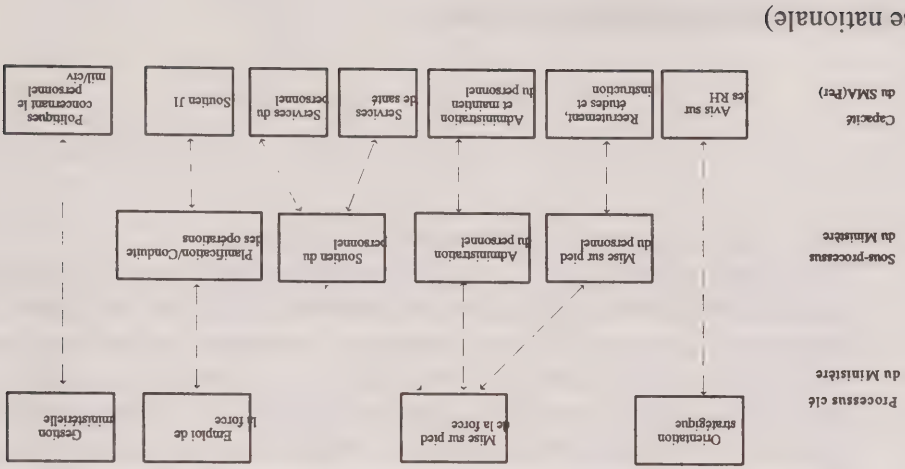 Processus clé
du Ministère
Orientation
stratégique
Mise sur pied
de la force
Emploi de
la force
Gestion
ministérielle
Sous-processus
du Ministère
Mise sur pied
du personnel
Administration
du personnel
Soutien du
personnel
Planification/Conduite
des opérations
Capacité
du SMA(Per)
Avis sur
les RH
Recrutement,
études et
instruction
Administration
et maintien
du personnel
Services
de santé
Services du
personnel
Soutien J1
Politiques
concernant le
personnel
mil/civ
nationale)